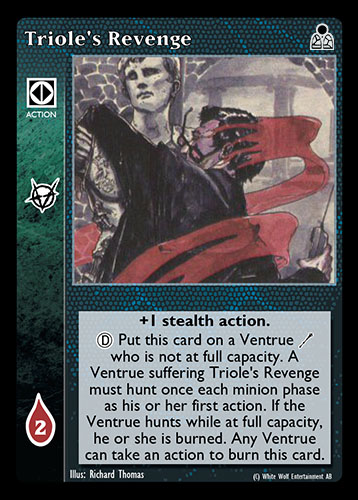 Triole's Revenge
ACTION
+1 stealth action.
Ⓓ Put this card on a Ventrue
who is not at full capacity. A
Ventrue suffering Triole's Revenge
must hunt once each minion phase
as his or her first action. If the
Ventrue hunts while at full capacity,
he or she is burned. Any Ventrue
can take an action to burn this card.
2
Illus: Richard Thomas
(C) White Wolf Entertainment AB